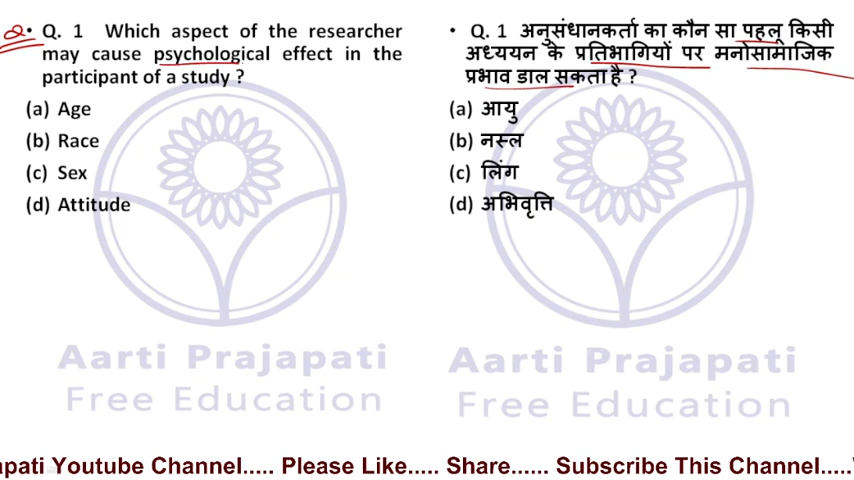 Q. 1 Which aspect of the researcher
may cause psychological effect in the
participant of a study ?
(a) Age
(b) Race
(c) Sex
(d) Attitude
• Q. 1 अनुसंधानकर्ता का कौन सा पहलू किसी
अध्ययन के प्रतिभागियों पर मनोसामाजिक
प्रभाव डाल सकता है ?
(a) आयु
(b) नस्ल
(c) लिंग
(d) अभिवृत्ति
Aarti Prajapati
Free Education
Aarti Prajapati
Free Education
apati Youtube Channel..... Please Like..... Share...... Subscribe This Channel.....